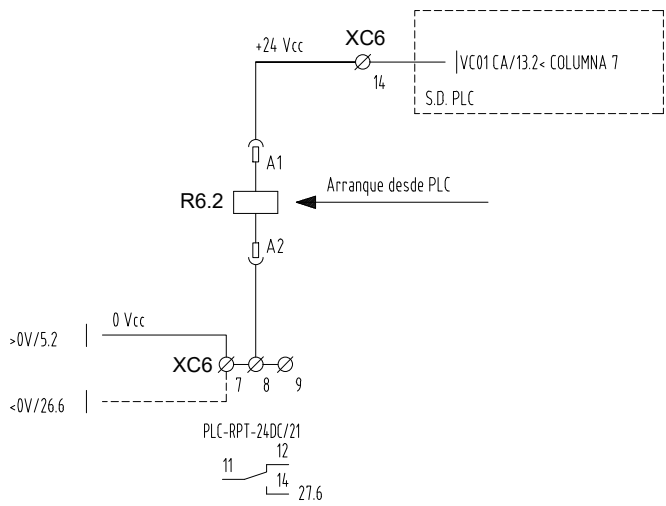 +24 Vcc
XC6
14
|VC01 CA/13.2< COLUMNA 7
S.D. PLC
A1
R6.2
Arranque desde PLC
A2
>0V/5.2
0 Vcc
XC6
7 8 9
<0V/26.6
PLC-RPT-24DC/21
11
12
14
27.6